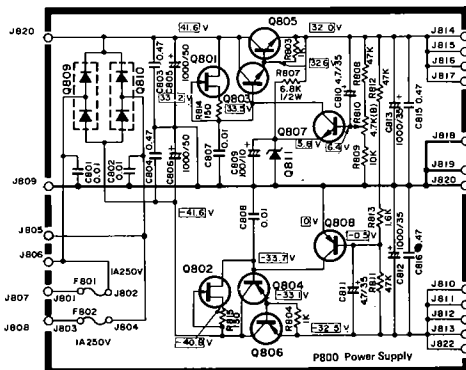 J820
41.6 V
Q805
32.0 V
J814
J815
J816
J817
Q809
Q810
C803 0.47
C805 1000/50
Q801
R803 1K
32.6 V
R807
6.8K
1/2W
C810 4.7/35
R808 47K
R812 47K
33.2 V
R814 150
Q803
33.4 V
Q807
R810 4.7K(B)
C813 1000/35
C815 0.47
C801 0.01
C802 0.01
C804 0.47
C806 1000/50
C807 0.01
C809 100/10
Q811
5.8 V
6.4 V
R809 10K
J818
J819
J820
J809
J805
J806
-41.6 V
C808 0.01
0 V
Q808
-0.5 V
R813 1.6K
C812 1000/35
C816 0.47
1A250V
F801
J807
J801
J802
Q802
-33.7 V
Q804
-33.1 V
C811 4.7/35
R811 47K
J810
J811
J812
J813
J822
F802
J808
J803
J804
1A250V
R815 150
R804 1K
-32.5 V
-40.8 V
Q806
P800 Power Supply